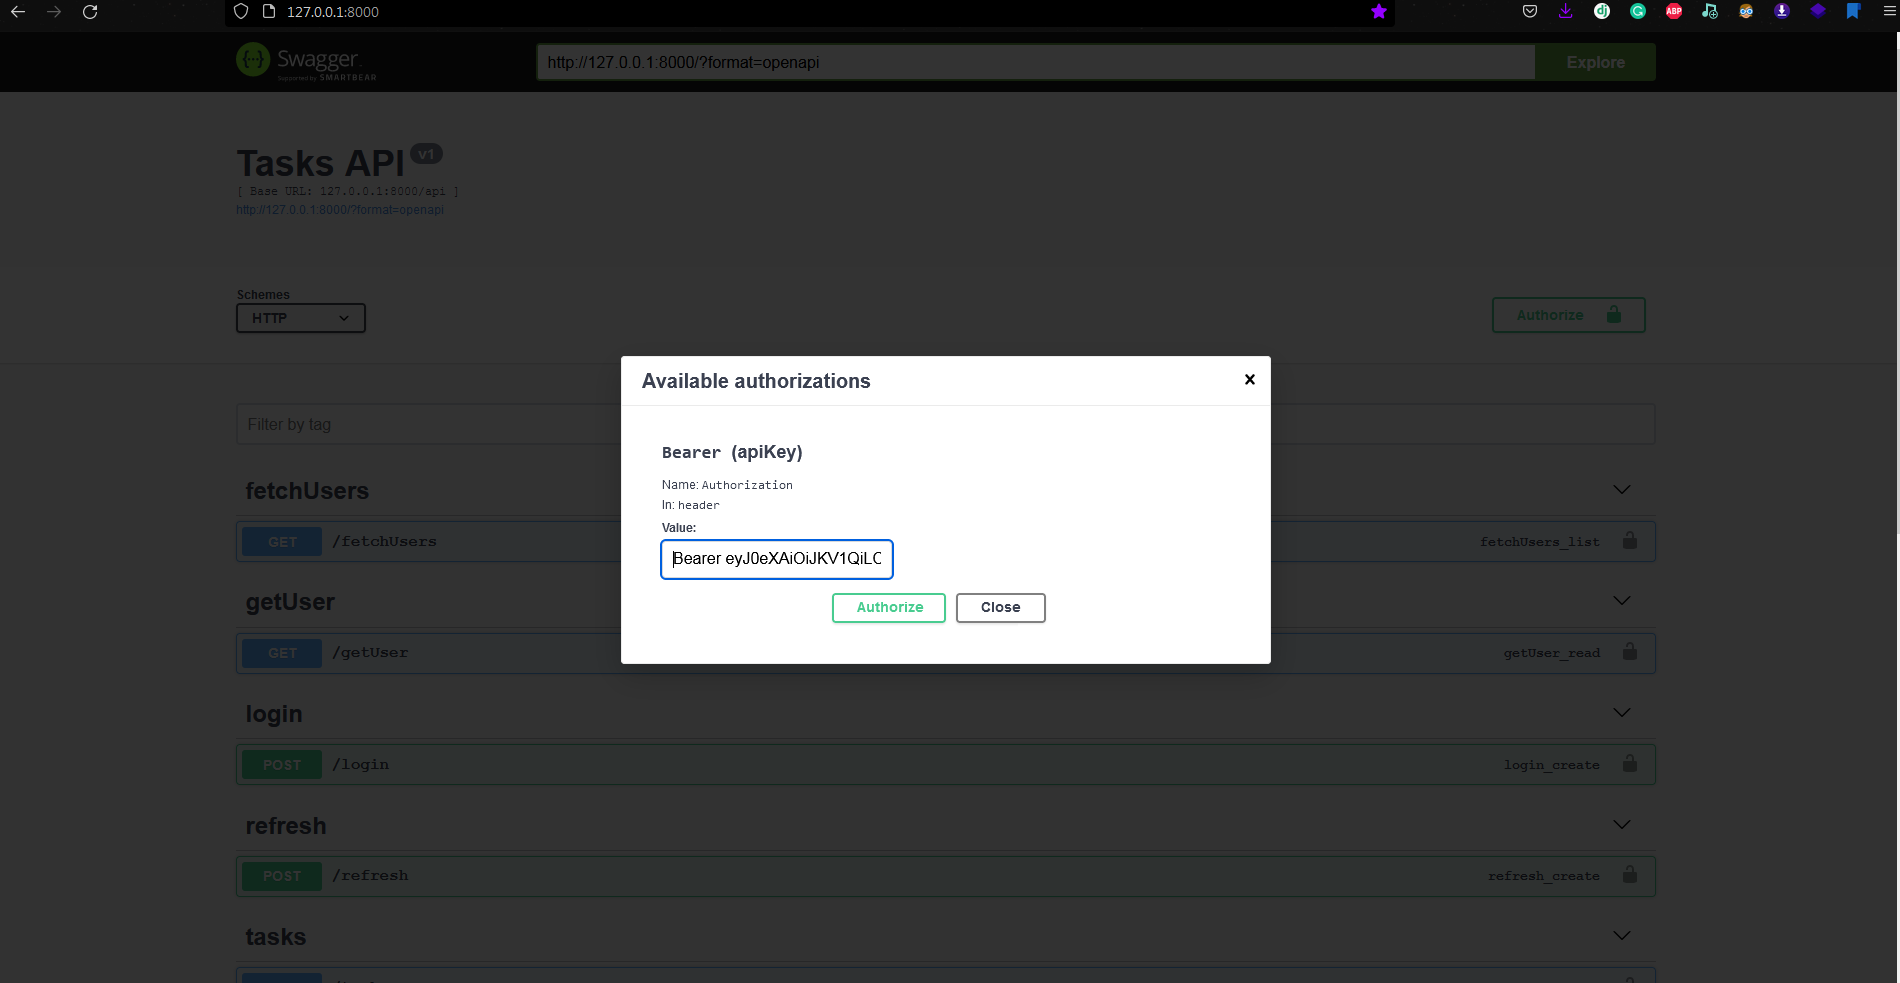 127.0.0.1:8000
Swagger
Supported by SMARTBEAR
http://127.0.0.1:8000/?format=openapi
Explore
Tasks API v1
[ Base URL: 127.0.0.1:8000/api ]
http://127.0.0.1:8000/?format=openapi
Schemes
HTTP
Authorize
Available authorizations
Filter by tag
Bearer (apiKey)
Name: Authorization
In: header
Value:
Bearer eyJ0eXAiOiJKV1QiLC
Authorize
Close
fetchUsers
GET /fetchUsers fetchUsers_list
getUser
GET /getUser getUser_read
login
POST /login login_create
refresh
POST /refresh refresh_create
tasks